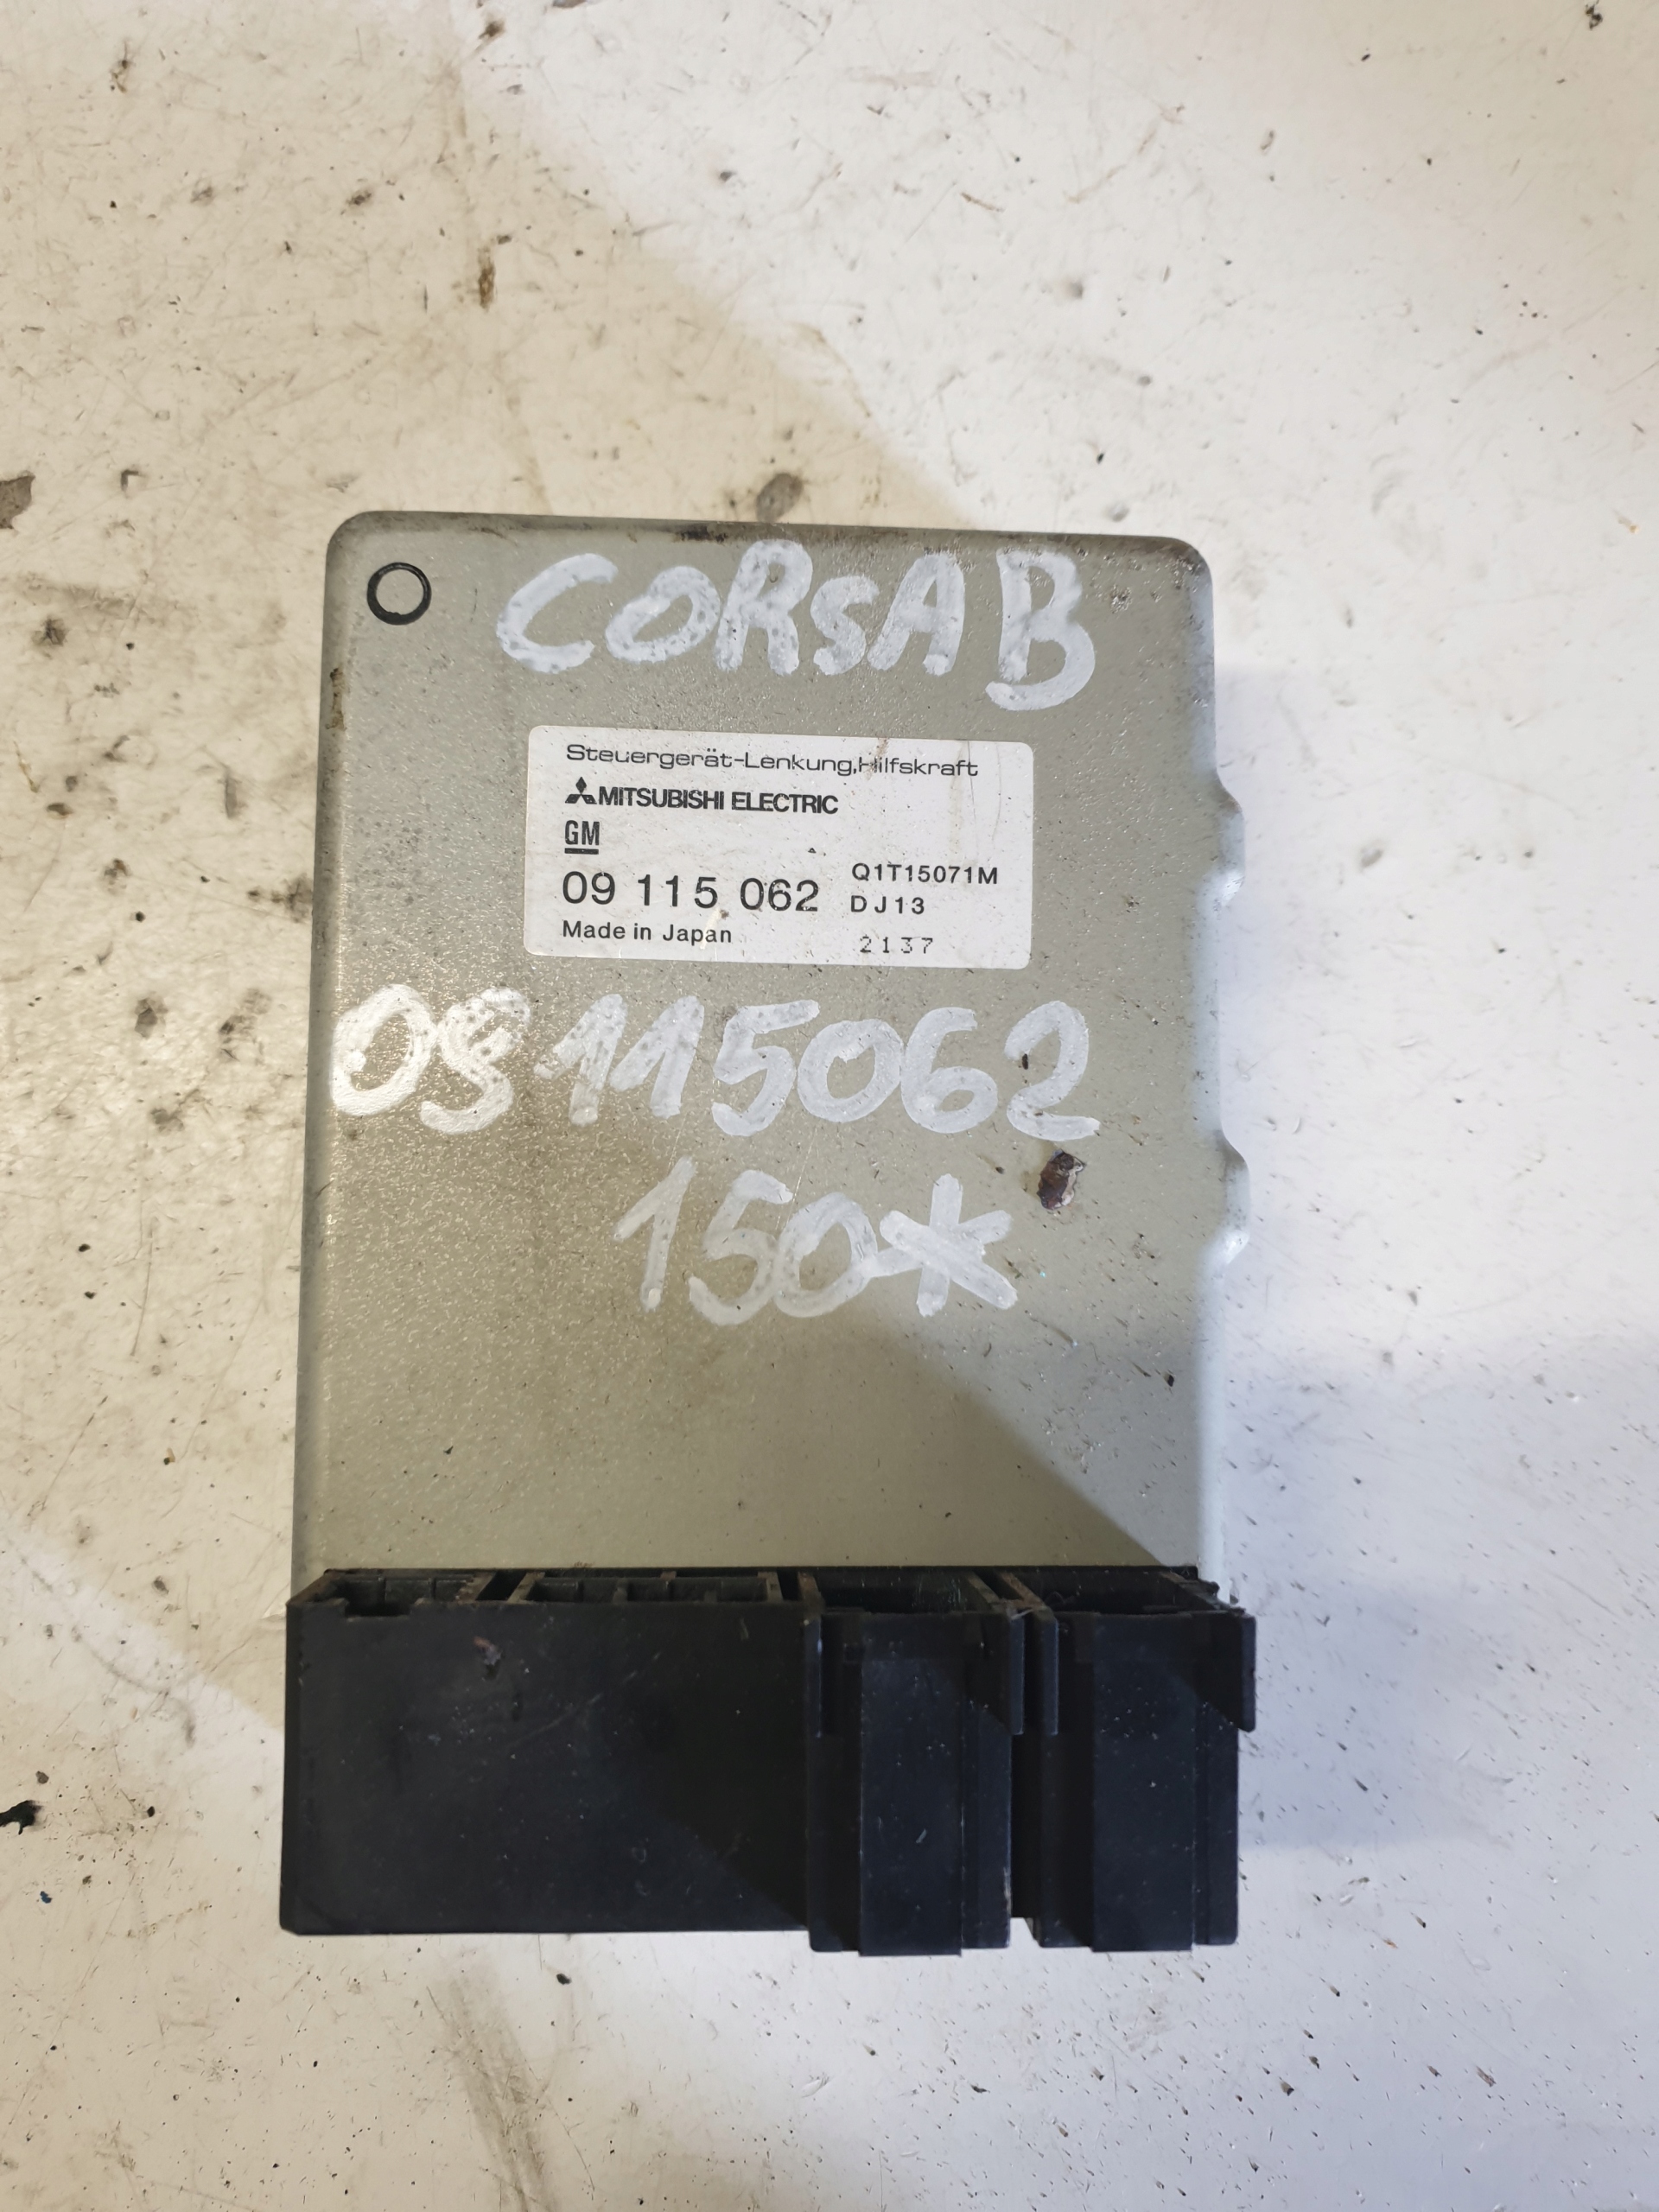 CORSA B
Steuergerät-Lenkung,Hilfskraft
MITSUBISHI ELECTRIC
GM
09 115 062 Q1T15071M
DJ13
Made in Japan 2137
09115062
150*